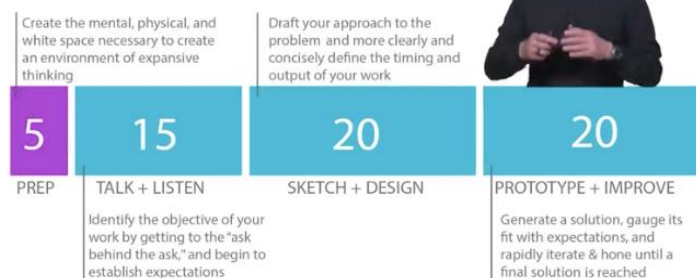 Create the mental, physical, and
white space necessary to create
an environment of expansive
thinking
Draft your approach to the
problem and more clearly and
concisely define the timing and
output of your work
5
15
20
20
PREP
TALK + LISTEN
SKETCH + DESIGN
PROTOTYPE + IMPROVE
Identify the objective of your
work by getting to the "ask
behind the ask," and begin to
establish expectations
Generate a solution, gauge its
fit with expectations, and
rapidly iterate & hone until a
final solution is reached